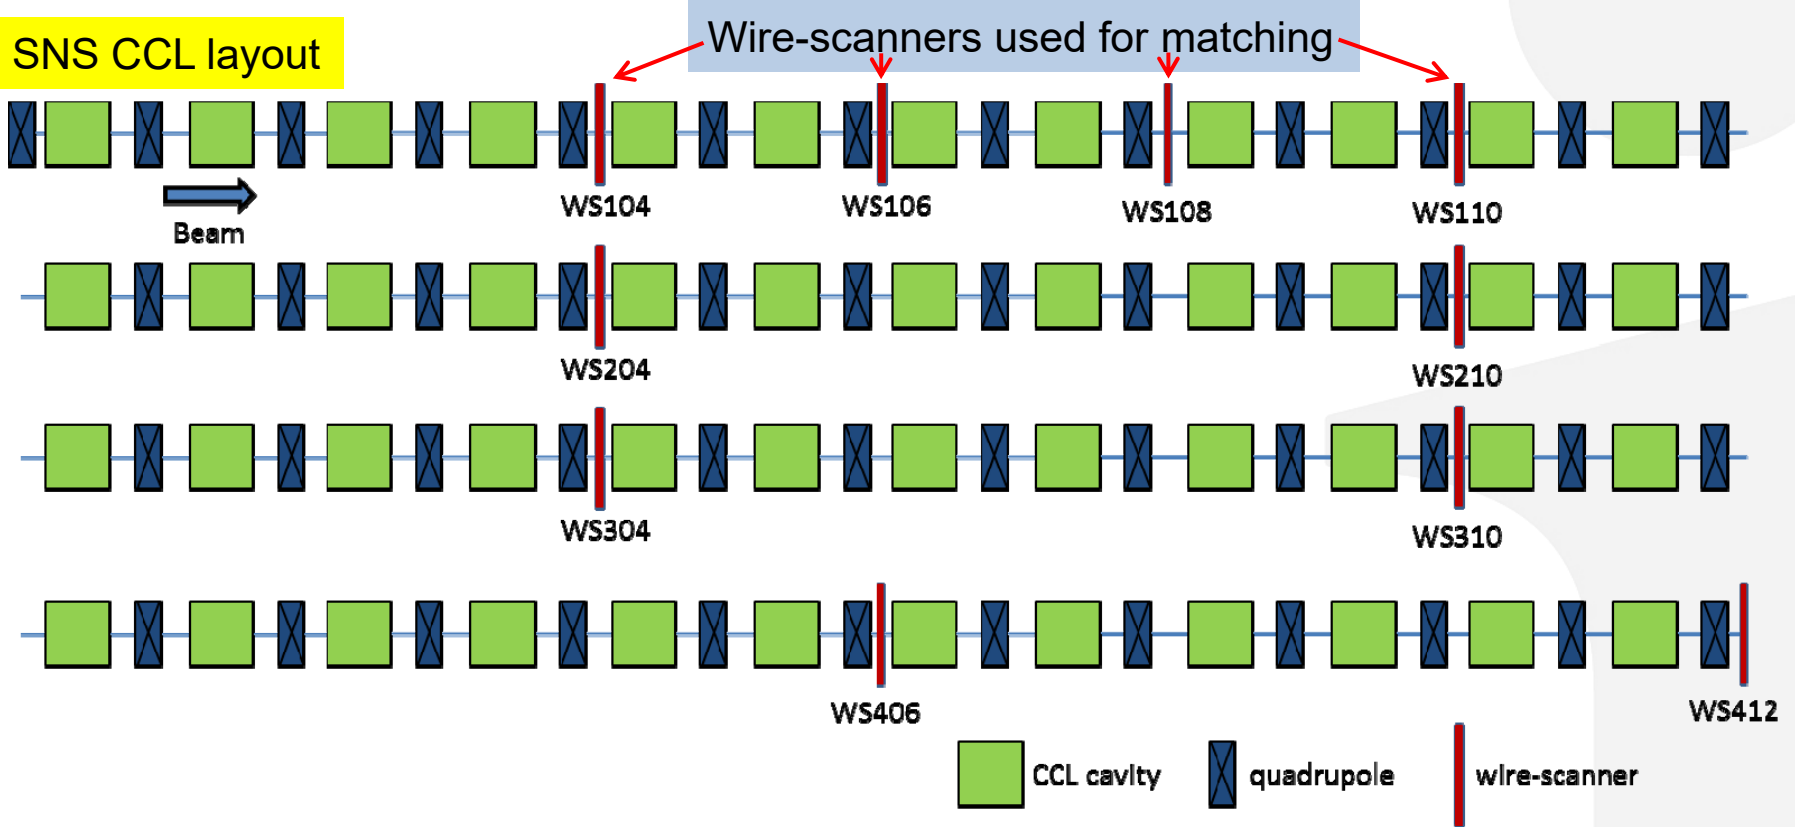 SNS CCL layout
Wire-scanners used for matching
WS104
WS106
WS108
WS110
Beam
WS204
WS210
WS304
WS310
WS406
WS412
CCL cavity
quadrupole
wire-scanner